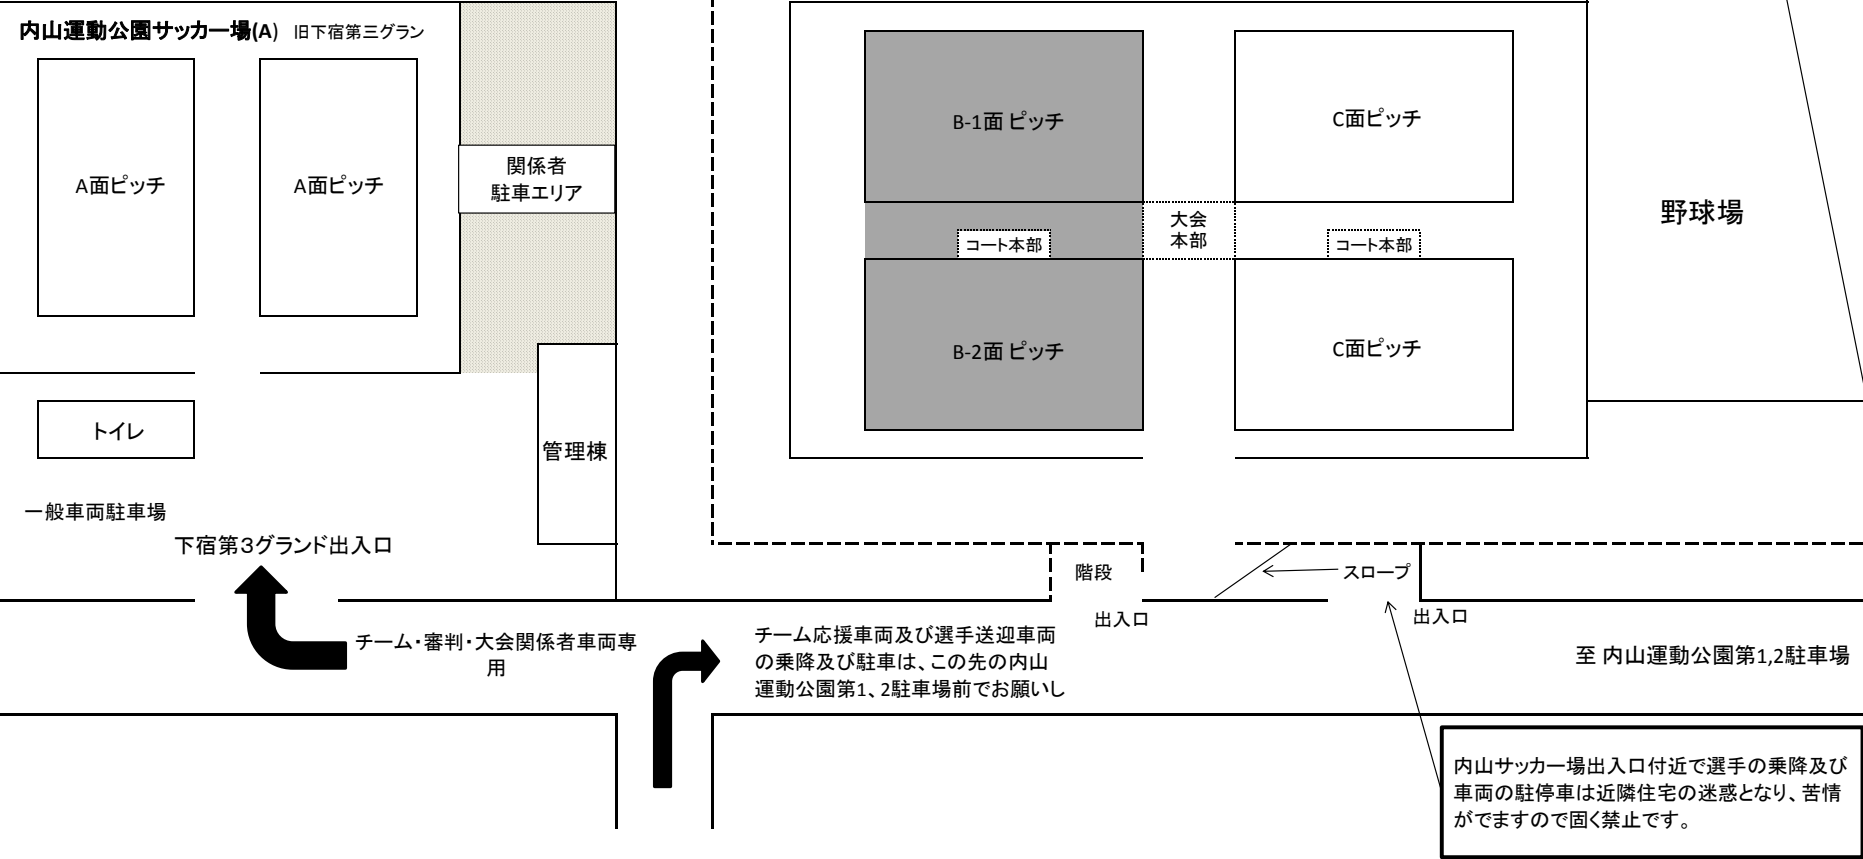 内山運動公園サッカー場(A)　旧下宿第三グラン
A面ピッチ
A面ピッチ
関係者
駐車エリア
B-1面 ピッチ
C面ピッチ
大会
本部
コート本部
コート本部
野球場
B-2面 ピッチ
C面ピッチ
トイレ
管理棟
一般車両駐車場
下宿第3グランド出入口
階段
スロープ
出入口
出入口
チーム・審判・大会関係者車両専
用
チーム応援車両及び選手送迎車両
の乗降及び駐車は、この先の内山
運動公園第1、2駐車場前でお願いし
至 内山運動公園第1,2駐車場
内山サッカー場出入口付近で選手の乗降及び
車両の駐停車は近隣住宅の迷惑となり、苦情
がでますので固く禁止です。